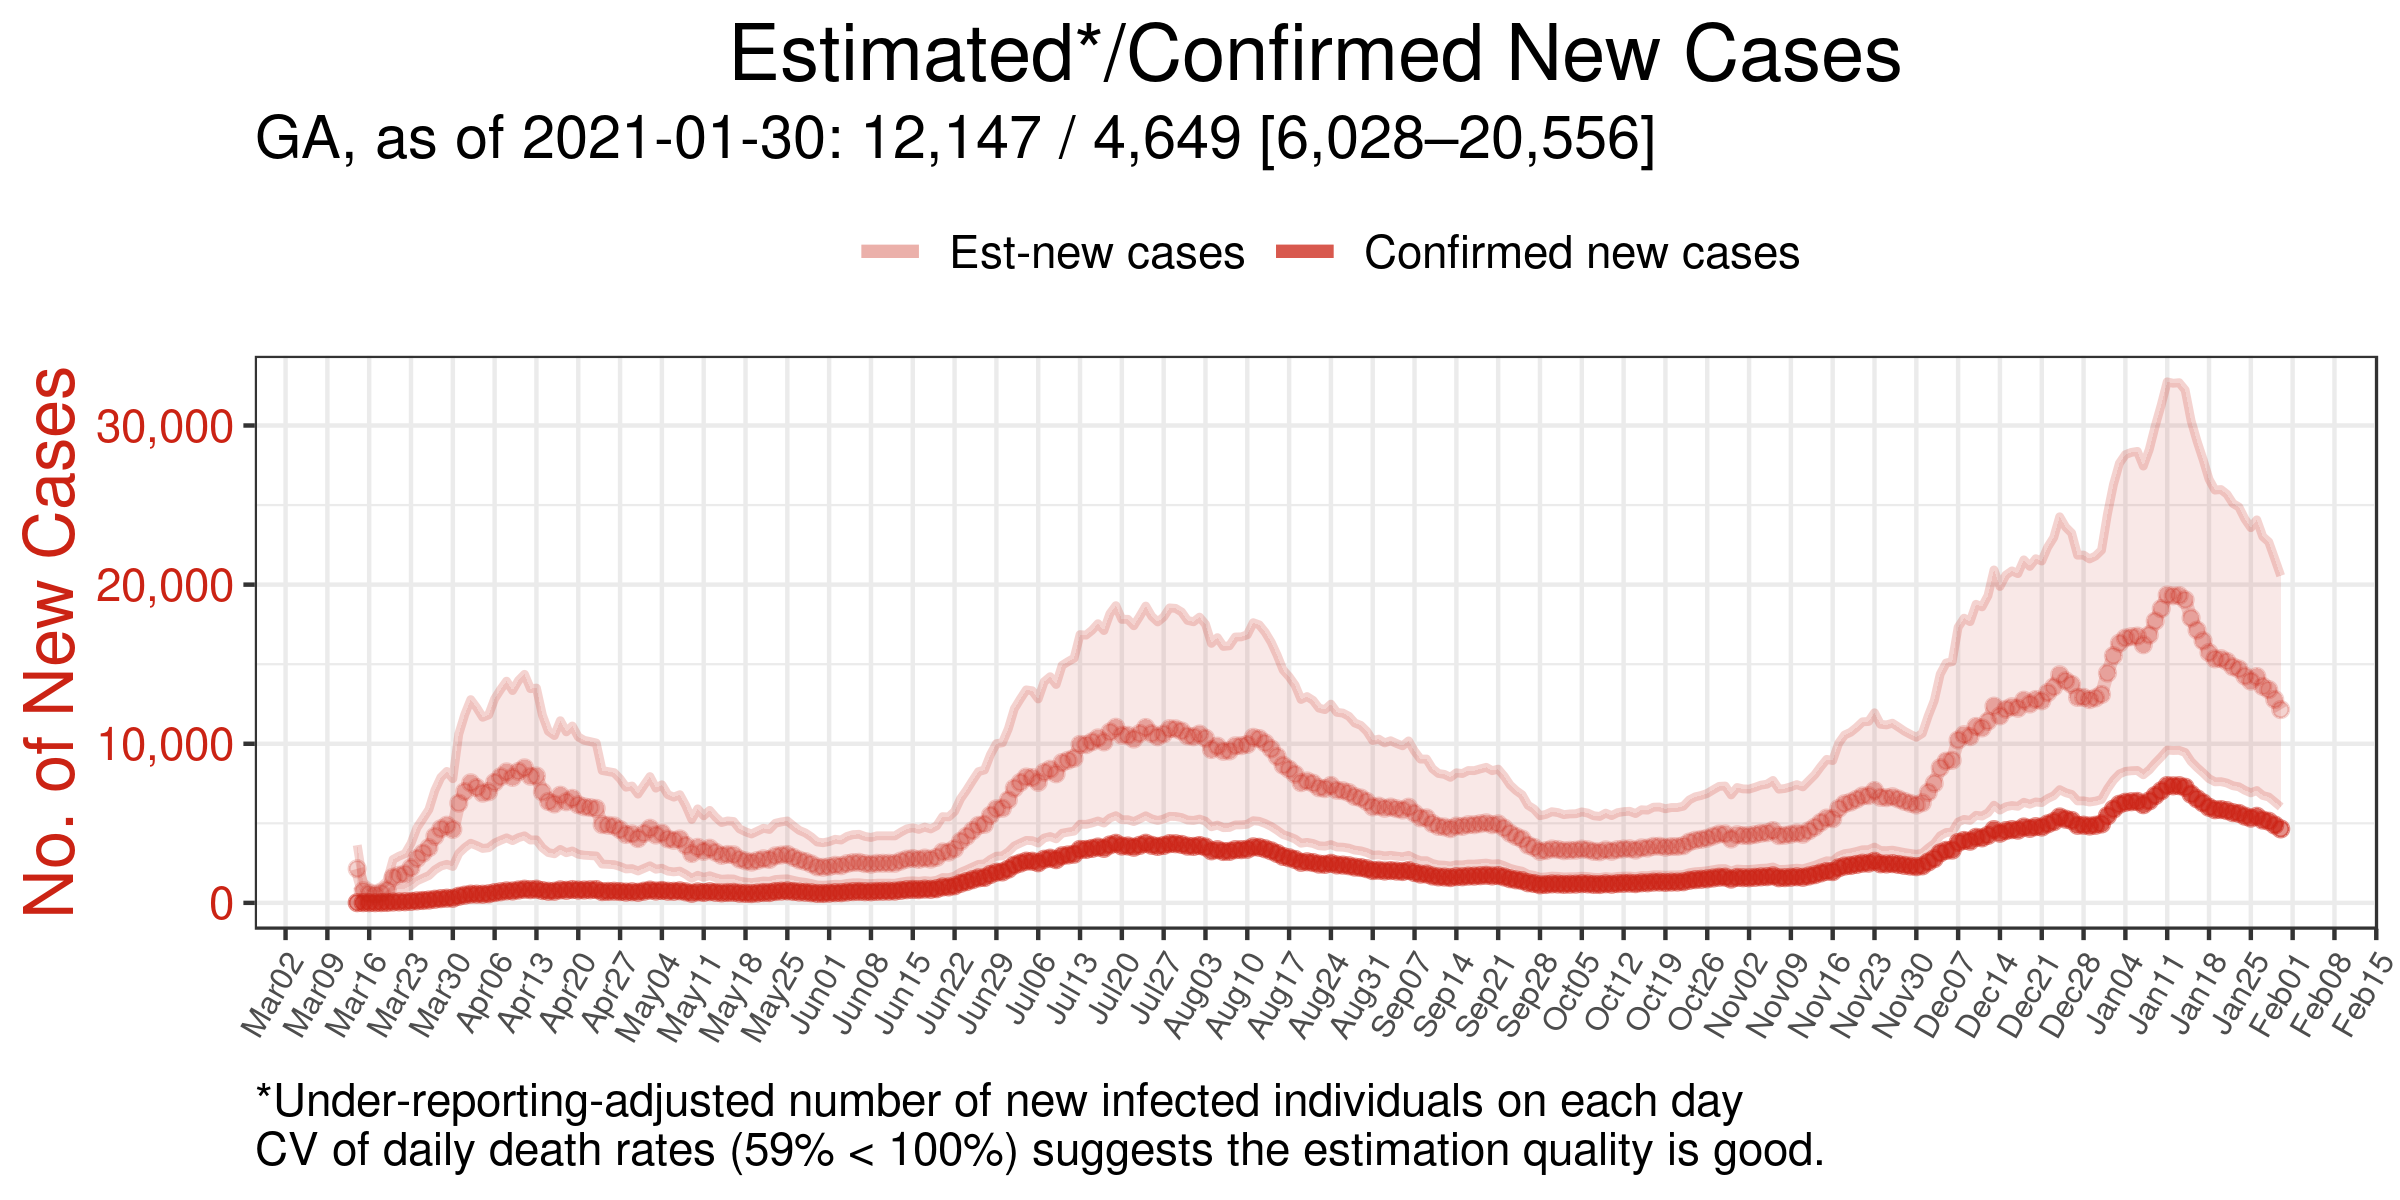 Estimated*/Confirmed New Cases
GA, as of 2021-01-30: 12,147 / 4,649 [6,028–20,556]
Est-new cases
Confirmed new cases
No. of New Cases
30,000
20,000
10,000
0
Mar02
Mar09
Mar16
Mar23
Mar30
Apr06
Apr13
Apr20
Apr27
May04
May11
May18
May25
Jun01
Jun08
Jun15
Jun22
Jun29
Jul06
Jul13
Jul20
Jul27
Aug03
Aug10
Aug17
Aug24
Aug31
Sep07
Sep14
Sep21
Sep28
Oct05
Oct12
Oct19
Oct26
Nov02
Nov09
Nov16
Nov23
Nov30
Dec07
Dec14
Dec21
Dec28
Jan04
Jan11
Jan18
Jan25
Feb01
Feb08
Feb15
*Under-reporting-adjusted number of new infected individuals on each day
CV of daily death rates (59% < 100%) suggests the estimation quality is good.